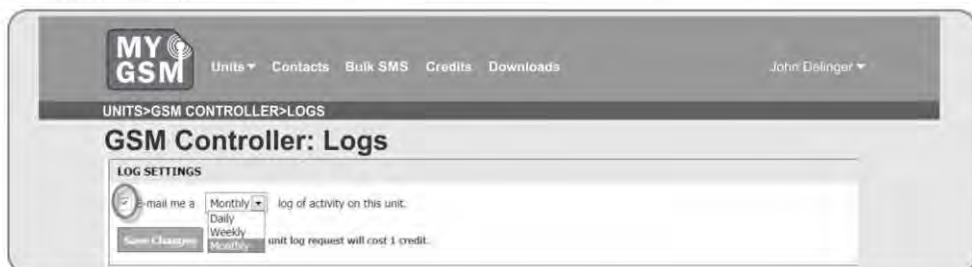 MY GSM
Units Contacts Bulk SMS Credits Downloads John Delinger
UNITS>GSM CONTROLLER>LOGS
GSM Controller: Logs
LOG SETTINGS
E-mail me a Monthly log of activity on this unit.
Daily
Weekly
Monthly
Save Changes unit log request will cost 1 credit.